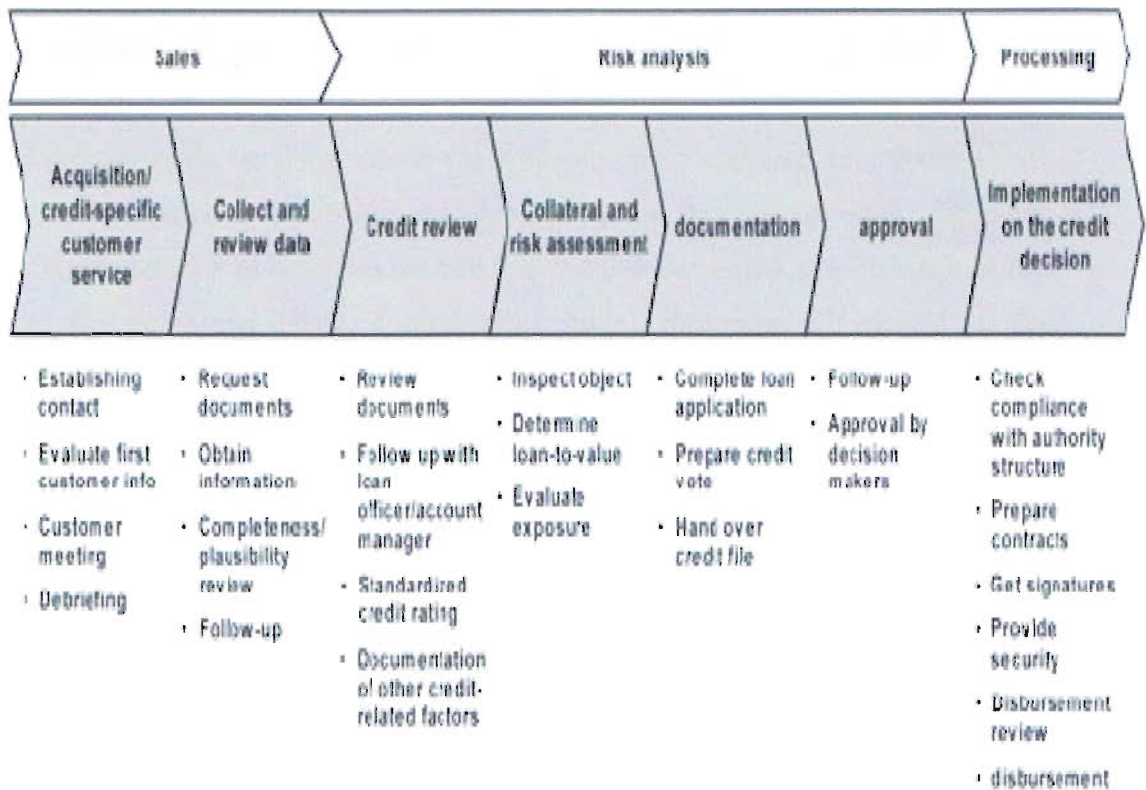 Sales
Risk analysis
Processing
Acquisition/
credit-specific
customer
service
Collect and
review data
Credit review
Collateral and
risk assessment
documentation
approval
Implementation
on the credit
decision
· Establishing
contact
· Evaluate first
customer info
· Customer
meeting
· Debriefing
· Request
documents
· Obtain
information
· Completeness/
plausibility
review
· Follow-up
· Review
documents
· Follow up with
loan
officer/account
manager
· Standardized
credit rating
· Documentation
of other credit-
related factors
· Inspect object
· Determine
loan-to-value
· Evaluate
exposure
· Complete loan
application
· Prepare credit
vote
· Hand over
credit file
· Follow-up
· Approval by
decision
makers
· Check
compliance
with authority
structure
· Prepare
contracts
· Get signatures
· Provide
security
· Disbursement
review
· disbursement